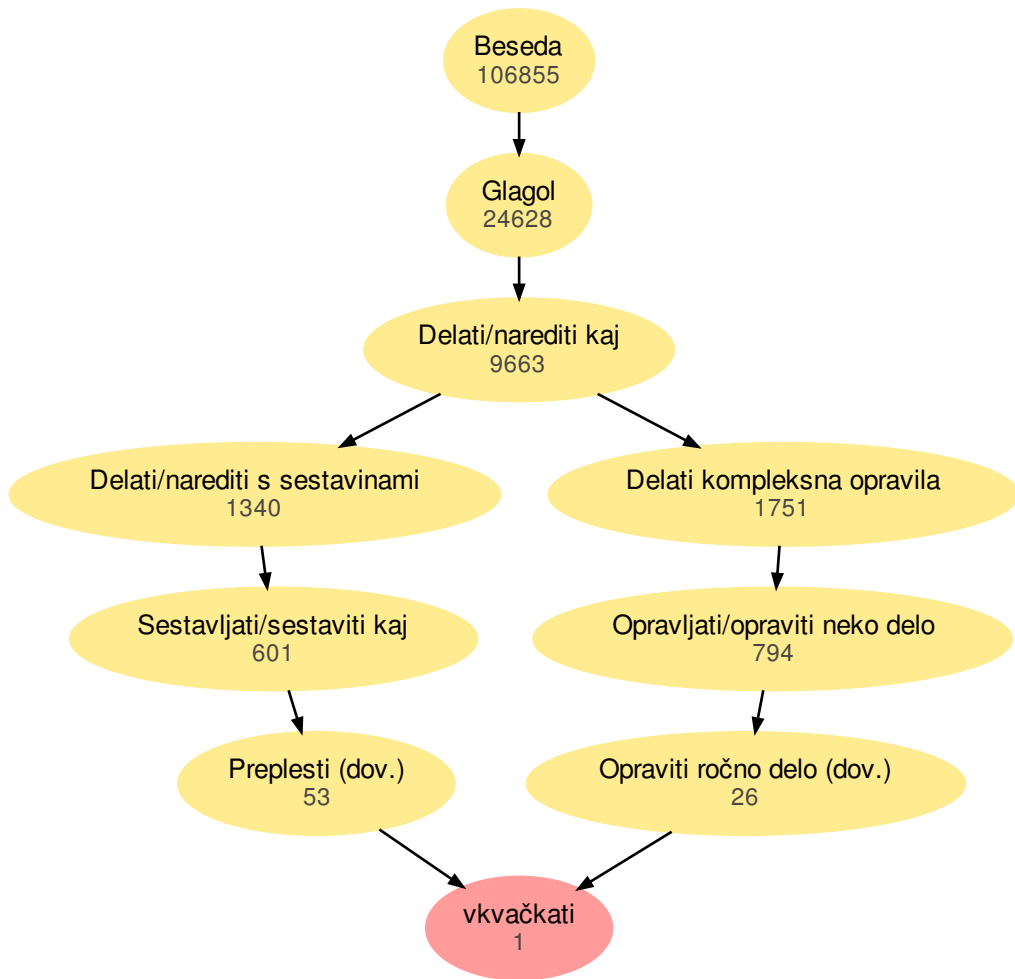 Beseda
106855
Glagol
24628
Delati/narediti kaj
9663
Delati/narediti s sestavinami
1340
Delati kompleksna opravila
1751
Sestavljati/sestaviti kaj
601
Opravljati/opraviti neko delo
794
Preplesti (dov.)
53
Opraviti ročno delo (dov.)
26
vkvačkati
1